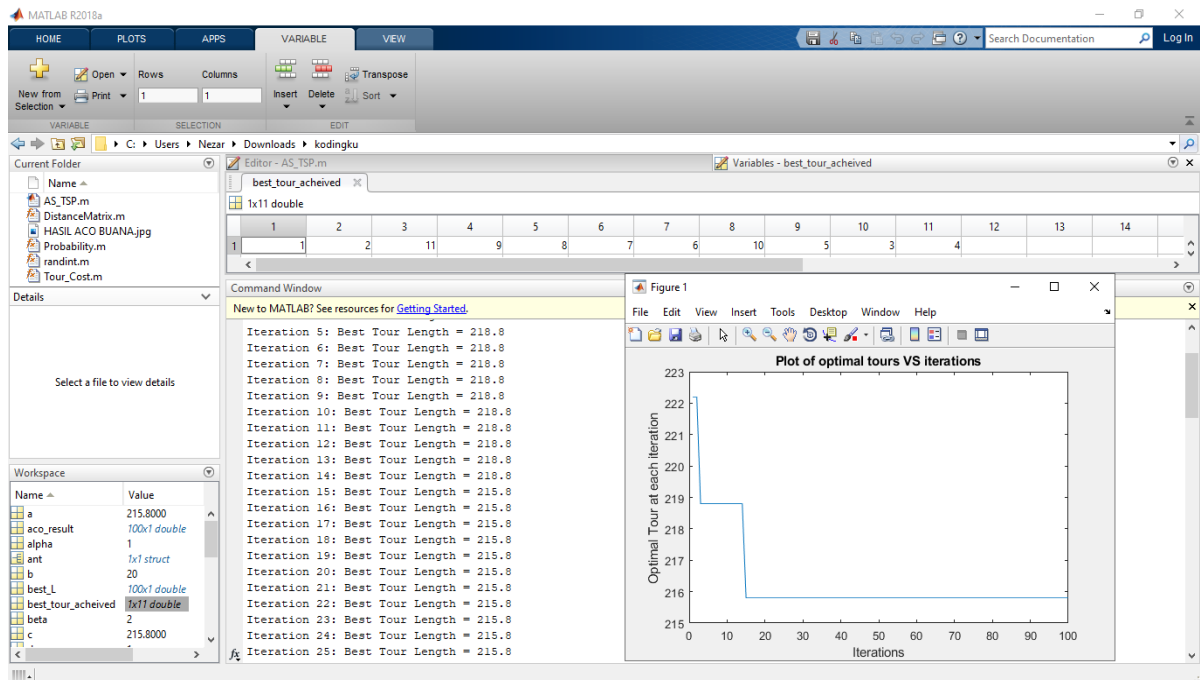 MATLAB R2018a
HOME PLOTS APPS VARIABLE VIEW
Search Documentation
Log In
New from Selection
Open
Print
Rows
1
Columns
1
Insert
Delete
Transpose
Sort
VARIABLE SELECTION EDIT
C: Users Nezar Downloads kodingku
Current Folder
Name
AS_TSP.m
DistanceMatrix.m
HASIL ACO BUANA.jpg
Probability.m
randint.m
Tour_Cost.m
Details
Select a file to view details
Workspace
Name Value
a 215.8000
aco_result 100x1 double
alpha 1
ant 1x1 struct
b 20
best_L 100x1 double
best_tour_acheived 1x11 double
beta 2
c 215.8000
Editor - AS_TSP.m
Variables - best_tour_acheived
best_tour_acheived
1x11 double
1 2 3 4 5 6 7 8 9 10 11 12 13 14
1 1 2 11 9 8 7 6 10 5 3 4
Command Window
New to MATLAB? See resources for Getting Started.
Iteration 5: Best Tour Length = 218.8
Iteration 6: Best Tour Length = 218.8
Iteration 7: Best Tour Length = 218.8
Iteration 8: Best Tour Length = 218.8
Iteration 9: Best Tour Length = 218.8
Iteration 10: Best Tour Length = 218.8
Iteration 11: Best Tour Length = 218.8
Iteration 12: Best Tour Length = 218.8
Iteration 13: Best Tour Length = 218.8
Iteration 14: Best Tour Length = 218.8
Iteration 15: Best Tour Length = 215.8
Iteration 16: Best Tour Length = 215.8
Iteration 17: Best Tour Length = 215.8
Iteration 18: Best Tour Length = 215.8
Iteration 19: Best Tour Length = 215.8
Iteration 20: Best Tour Length = 215.8
Iteration 21: Best Tour Length = 215.8
Iteration 22: Best Tour Length = 215.8
Iteration 23: Best Tour Length = 215.8
Iteration 24: Best Tour Length = 215.8
Iteration 25: Best Tour Length = 215.8
fx
Figure 1
File Edit View Insert Tools Desktop Window Help
Plot of optimal tours VS iterations
Optimal Tour at each iteration
223
222
221
220
219
218
217
216
215
0 10 20 30 40 50 60 70 80 90 100
Iterations